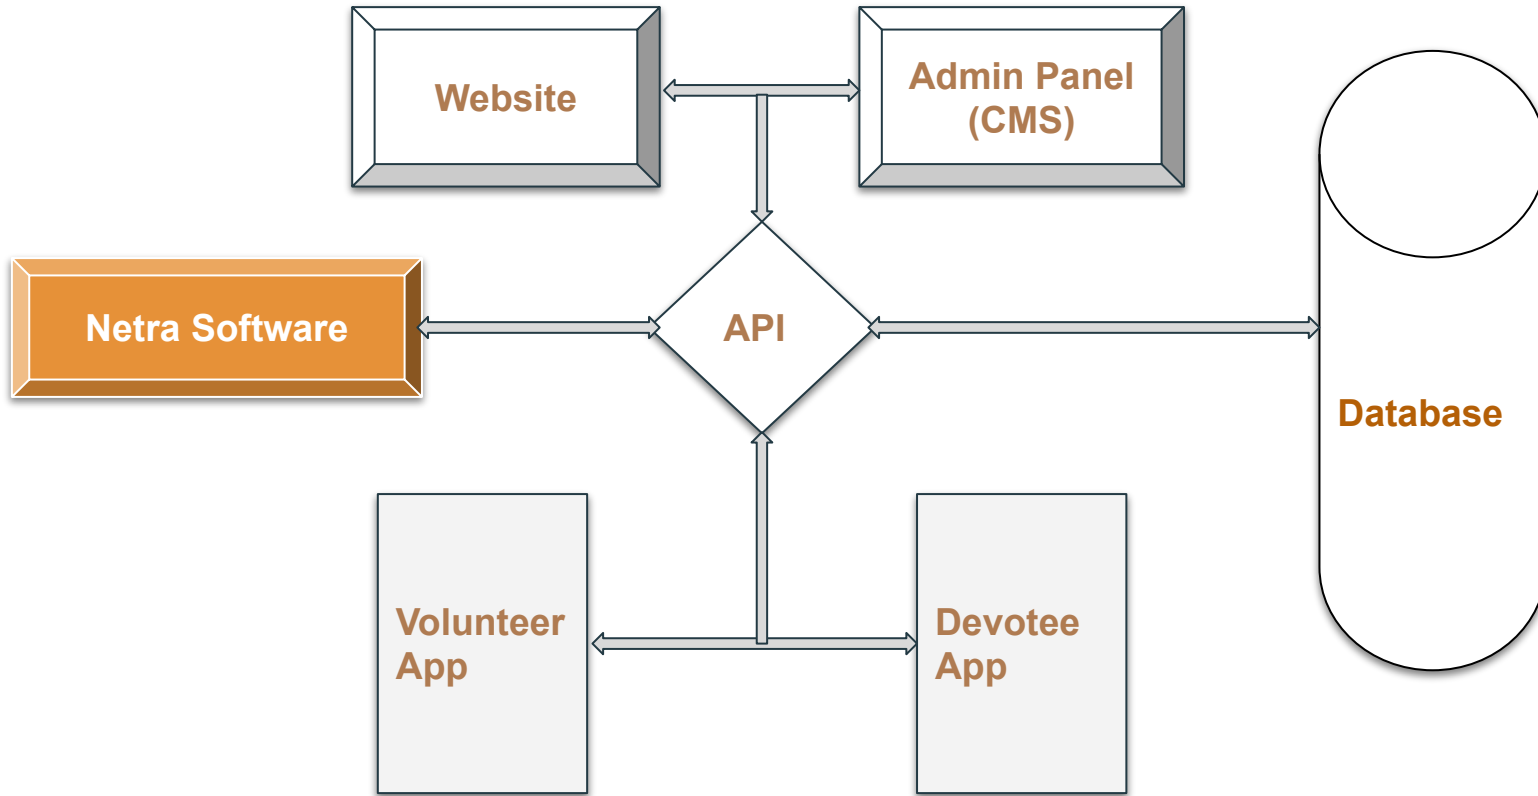 Website
Admin Panel
(CMS)
Netra Software
API
Database
Volunteer
App
Devotee
App